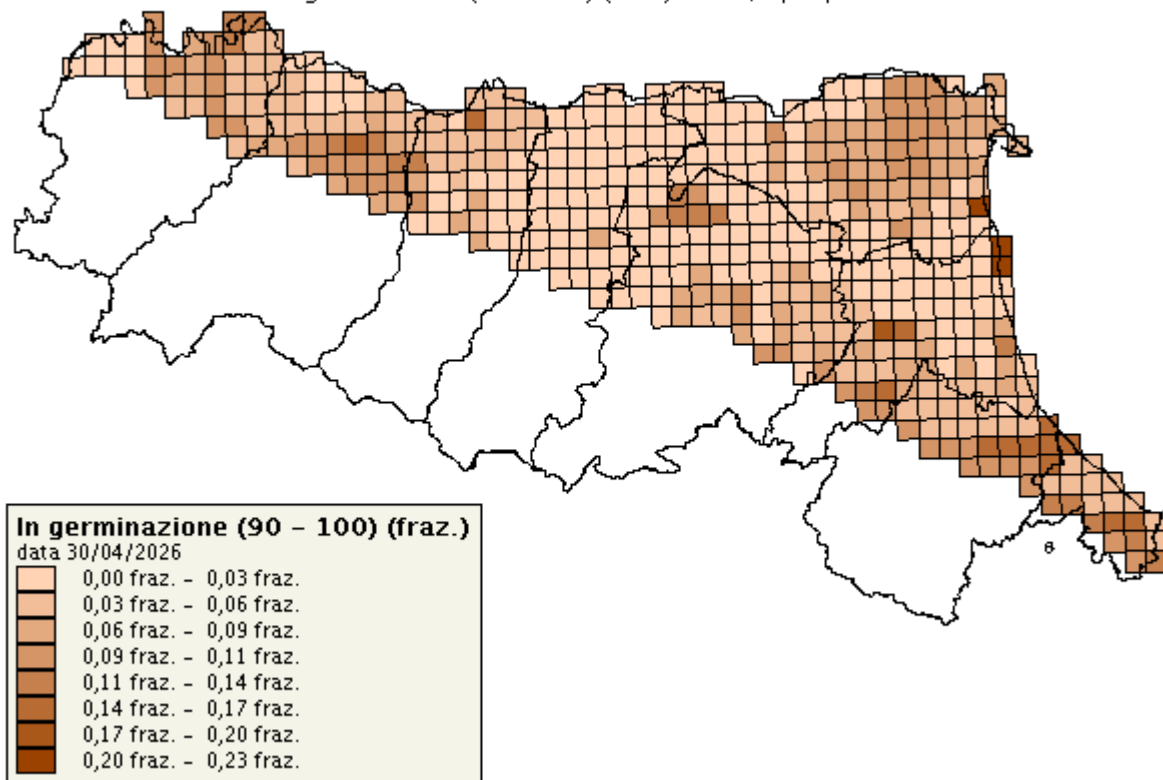 In germinazione (90 – 100) (fraz.)
data 30/04/2026
0,00 fraz. – 0,03 fraz.
0,03 fraz. – 0,06 fraz.
0,06 fraz. – 0,09 fraz.
0,09 fraz. – 0,11 fraz.
0,11 fraz. – 0,14 fraz.
0,14 fraz. – 0,17 fraz.
0,17 fraz. – 0,20 fraz.
0,20 fraz. – 0,23 fraz.